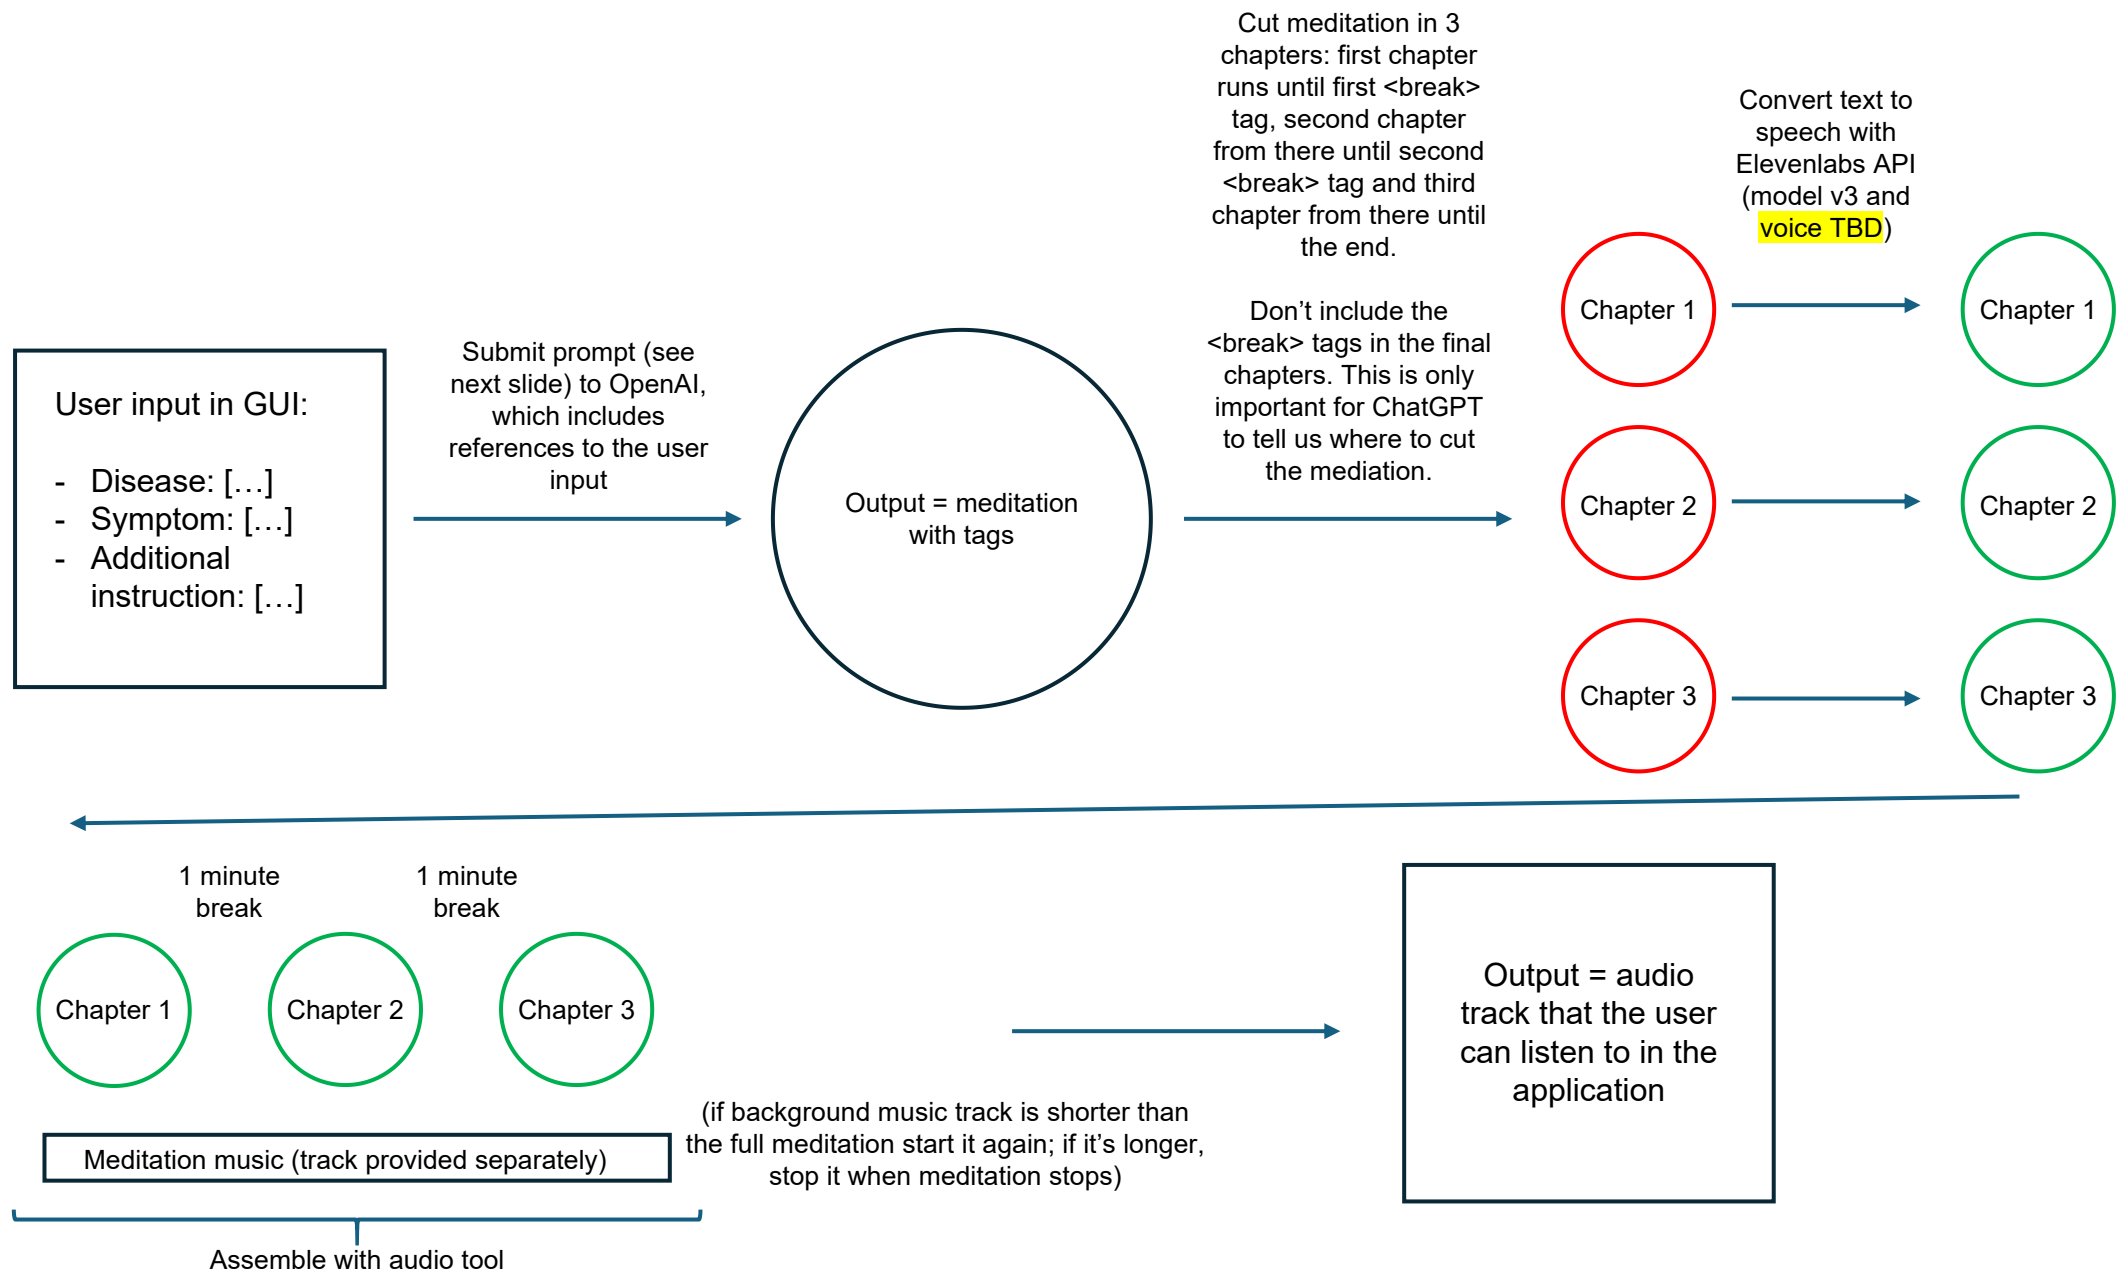 User input in GUI:
- Disease: […]
- Symptom: […]
- Additional
instruction: […]
Submit prompt (see
next slide) to OpenAI,
which includes
references to the user
input
Output = meditation
with tags
Cut meditation in 3
chapters: first chapter
runs until first <break>
tag, second chapter
from there until second
<break> tag and third
chapter from there until
the end.
Don’t include the
<break> tags in the final
chapters. This is only
important for ChatGPT
to tell us where to cut
the mediation.
Chapter 1
Chapter 2
Chapter 3
Convert text to
speech with
Elevenlabs API
(model v3 and
voice TBD)
Chapter 1
Chapter 2
Chapter 3
1 minute
break
1 minute
break
Chapter 1
Chapter 2
Chapter 3
Meditation music (track provided separately)
Assemble with audio tool
(if background music track is shorter than
the full meditation start it again; if it’s longer,
stop it when meditation stops)
Output = audio
track that the user
can listen to in the
application